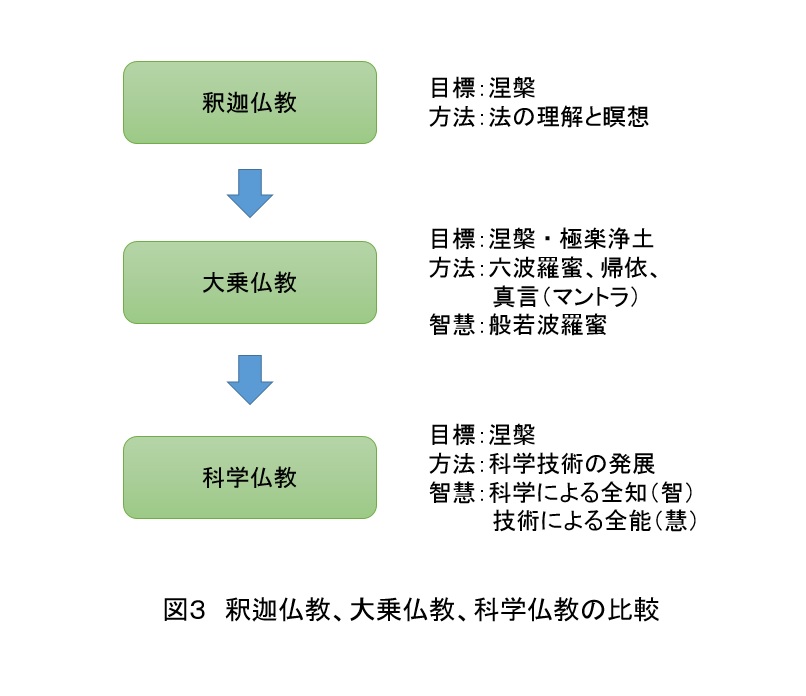 釈迦仏教
目標：涅槃
方法：法の理解と瞑想
大乗仏教
目標：涅槃・極楽浄土
方法：六波羅蜜、帰依、
真言（マントラ）
智慧：般若波羅蜜
科学仏教
目標：涅槃
方法：科学技術の発展
智慧：科学による全知（智）
技術による全能（慧）
図３　釈迦仏教、大乗仏教、科学仏教の比較